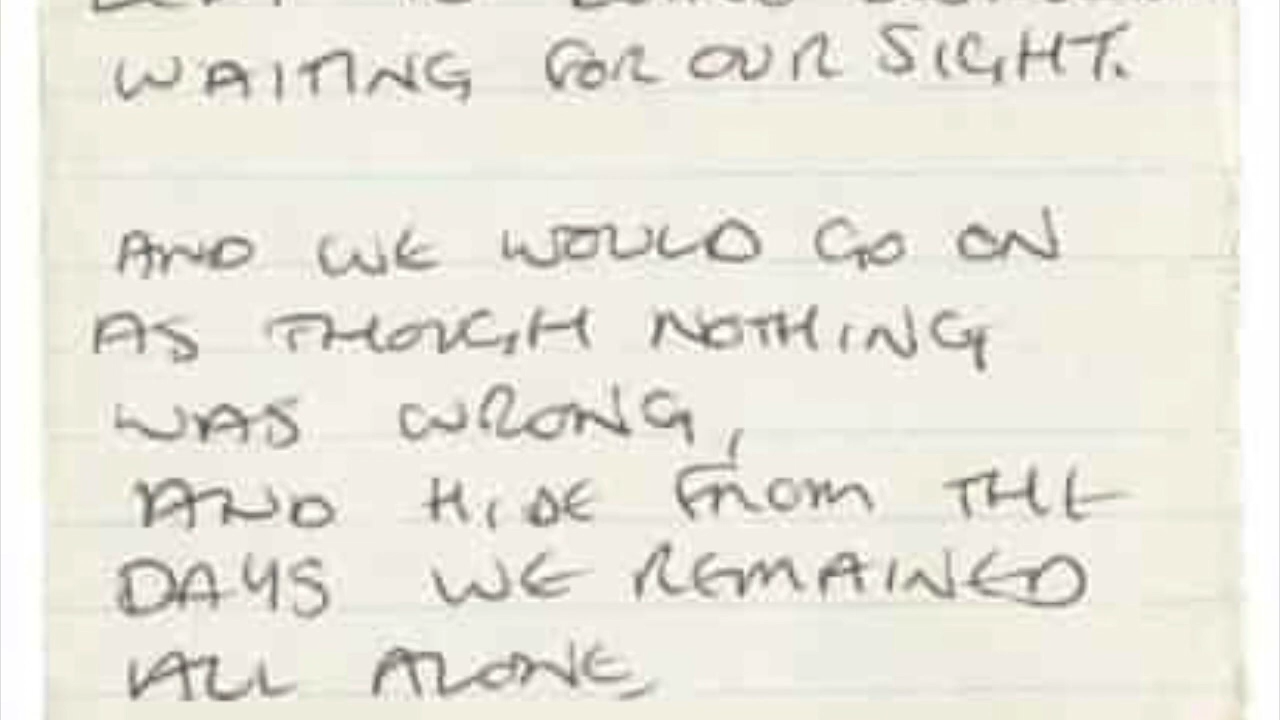 WAITING FOR OUR SIGHT.
AND WE WOULD GO ON
AS THOUGH NOTHING
WAS WRONG,
AND HIDE FROM THE
DAYS WE REMAINED
ALL ALONE,